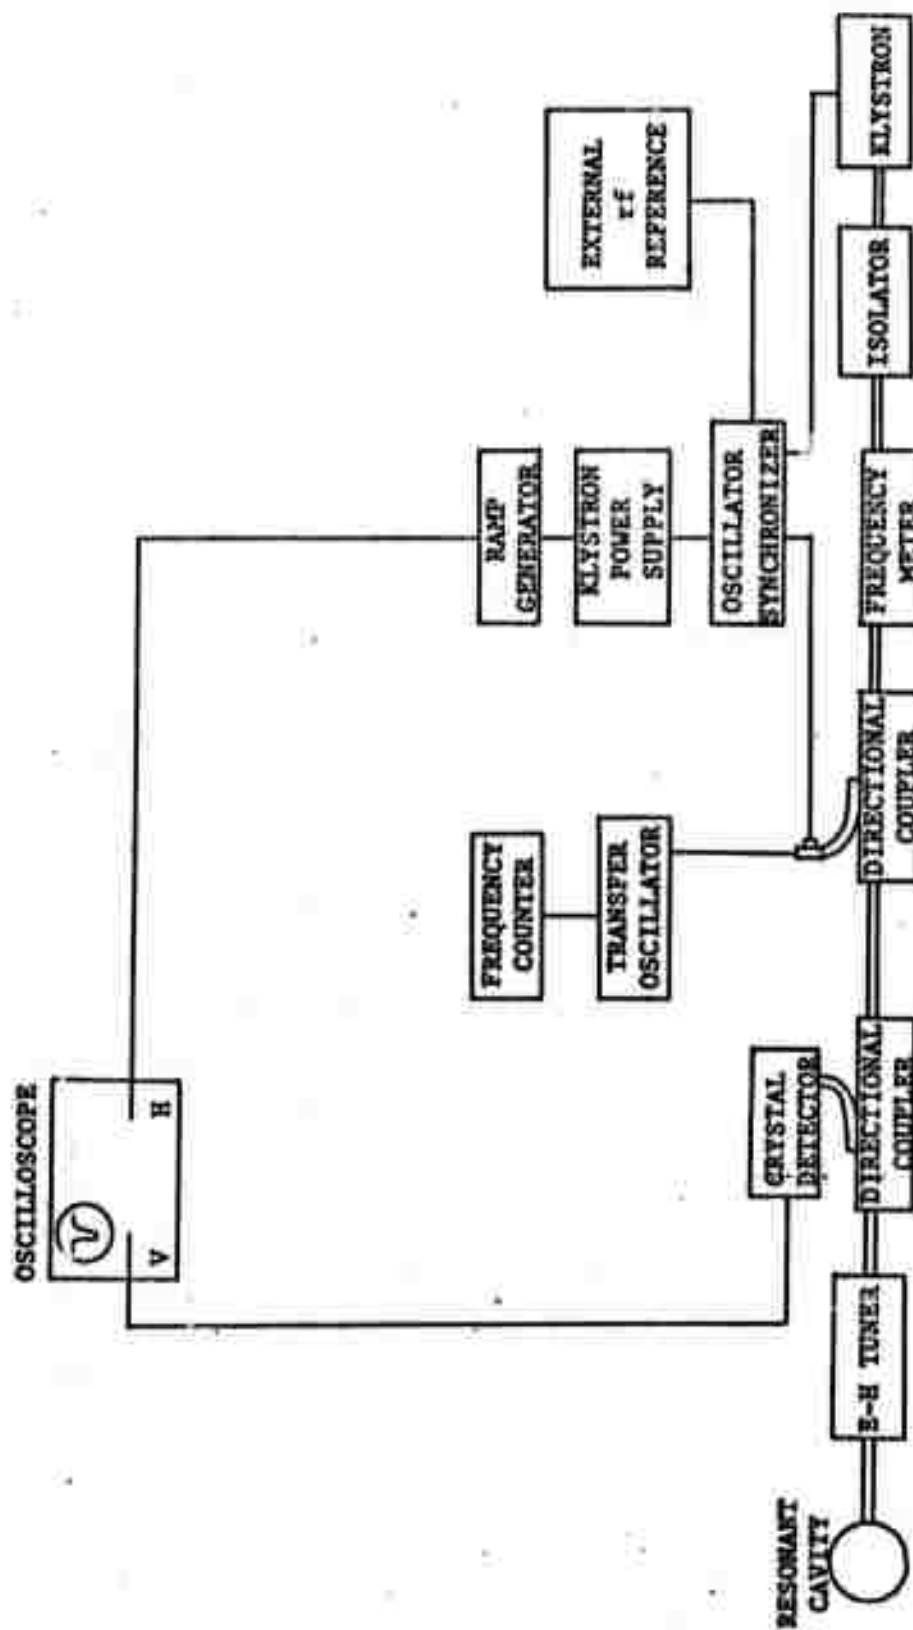 OSCILLOSCOPE
V
H
FREQUENCY
COUNTER
RAMP
GENERATOR
TRANSFER
OSCILLATOR
KLYSTRON
POWER
SUPPLY
EXTERNAL
rf
REFERENCE
CRYSTAL
DETECTOR
OSCILLATOR
SYNCHRONIZER
RESONANT
CAVITY
E-H TUNER
DIRECTIONAL
COUPLER
DIRECTIONAL
COUPLER
FREQUENCY
METER
ISOLATOR
KLYSTRON